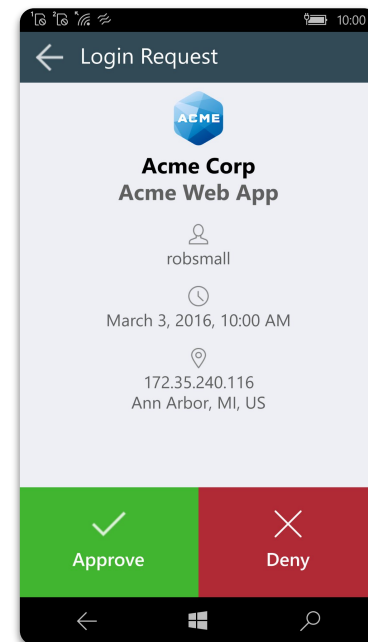 10:00
Login Request
ACME
Acme Corp
Acme Web App
robsmall
March 3, 2016, 10:00 AM
172.35.240.116
Ann Arbor, MI, US
Approve
Deny